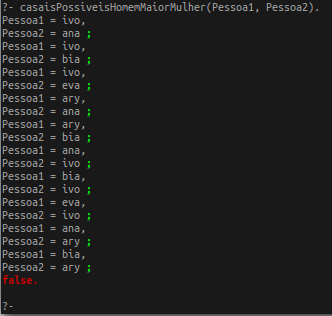 ?- casaisPossiveisHomemMaiorMulher(Pessoa1, Pessoa2).
Pessoa1 = ivo,
Pessoa2 = ana ;
Pessoa1 = ivo,
Pessoa2 = bia ;
Pessoa1 = ivo,
Pessoa2 = eva ;
Pessoa1 = ary,
Pessoa2 = ana ;
Pessoa1 = ary,
Pessoa2 = bia ;
Pessoa1 = ana,
Pessoa2 = ivo ;
Pessoa1 = bia,
Pessoa2 = ivo ;
Pessoa1 = eva,
Pessoa2 = ivo ;
Pessoa1 = ana,
Pessoa2 = ary ;
Pessoa1 = bia,
Pessoa2 = ary ;
false.
?-